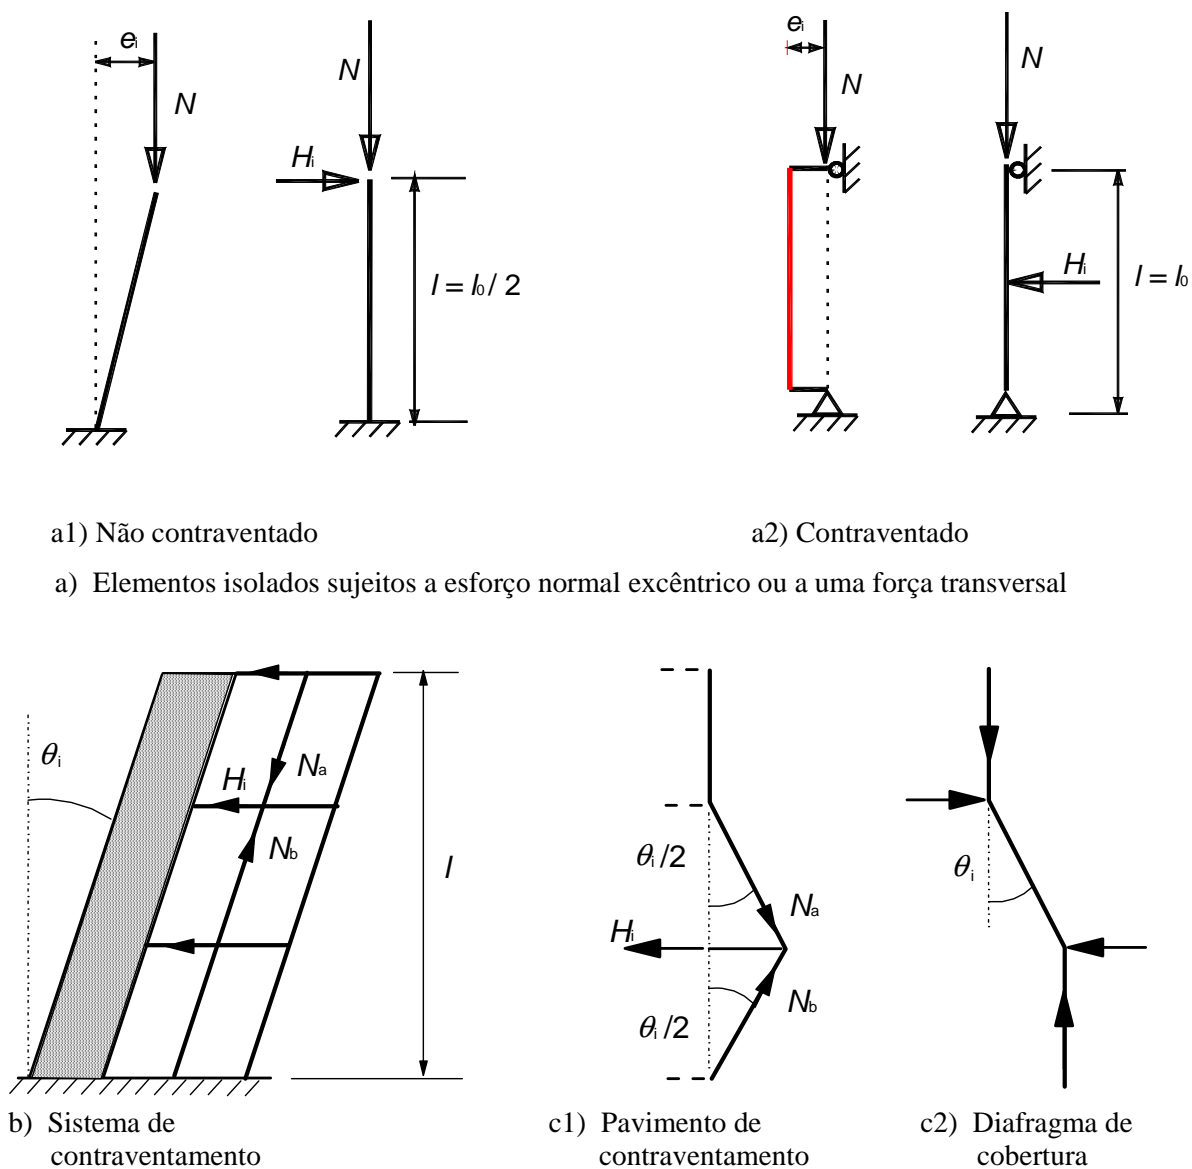 ei
N
N
Hi
l = l0 / 2
ei
N
N
Hi
l = l0
a1) Não contraventado
a2) Contraventado
a) Elementos isolados sujeitos a esforço normal excêntrico ou a uma força transversal
θi
Hi
Na
Nb
l
θi /2
Na
Hi
Nb
θi /2
θi
b) Sistema de
contraventamento
c1) Pavimento de
contraventamento
c2) Diafragma de
cobertura